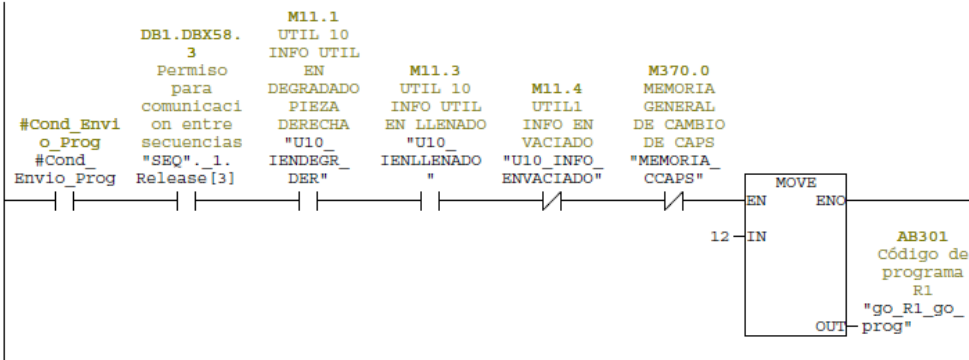 M11.1
DB1.DBX58.
UTIL 10
3
INFO UTIL
Permiso
EN
M11.3
M370.0
para
DEGRADADO
UTIL 10
M11.4
MEMORIA
comunicaci
PIEZA
INFO UTIL
UTIL1
GENERAL
#Cond_Envi
on entre
DERECHA
EN LLENADO
INFO EN
DE CAMBIO
o_Prog
secuencias
"U10_
"U10_
VACIADO
DE CAPS
#Cond_
"SEQ"._1.
IENDEGR_
IENLLENADO
"U10_INFO_
"MEMORIA_
Envio_Prog
Release[3]
DER"
"
ENVACIADO"
CCAPS"
MOVE
EN
ENO
12
IN
AB301
Código de
programa
R1
"go_R1_go_
OUT
prog"